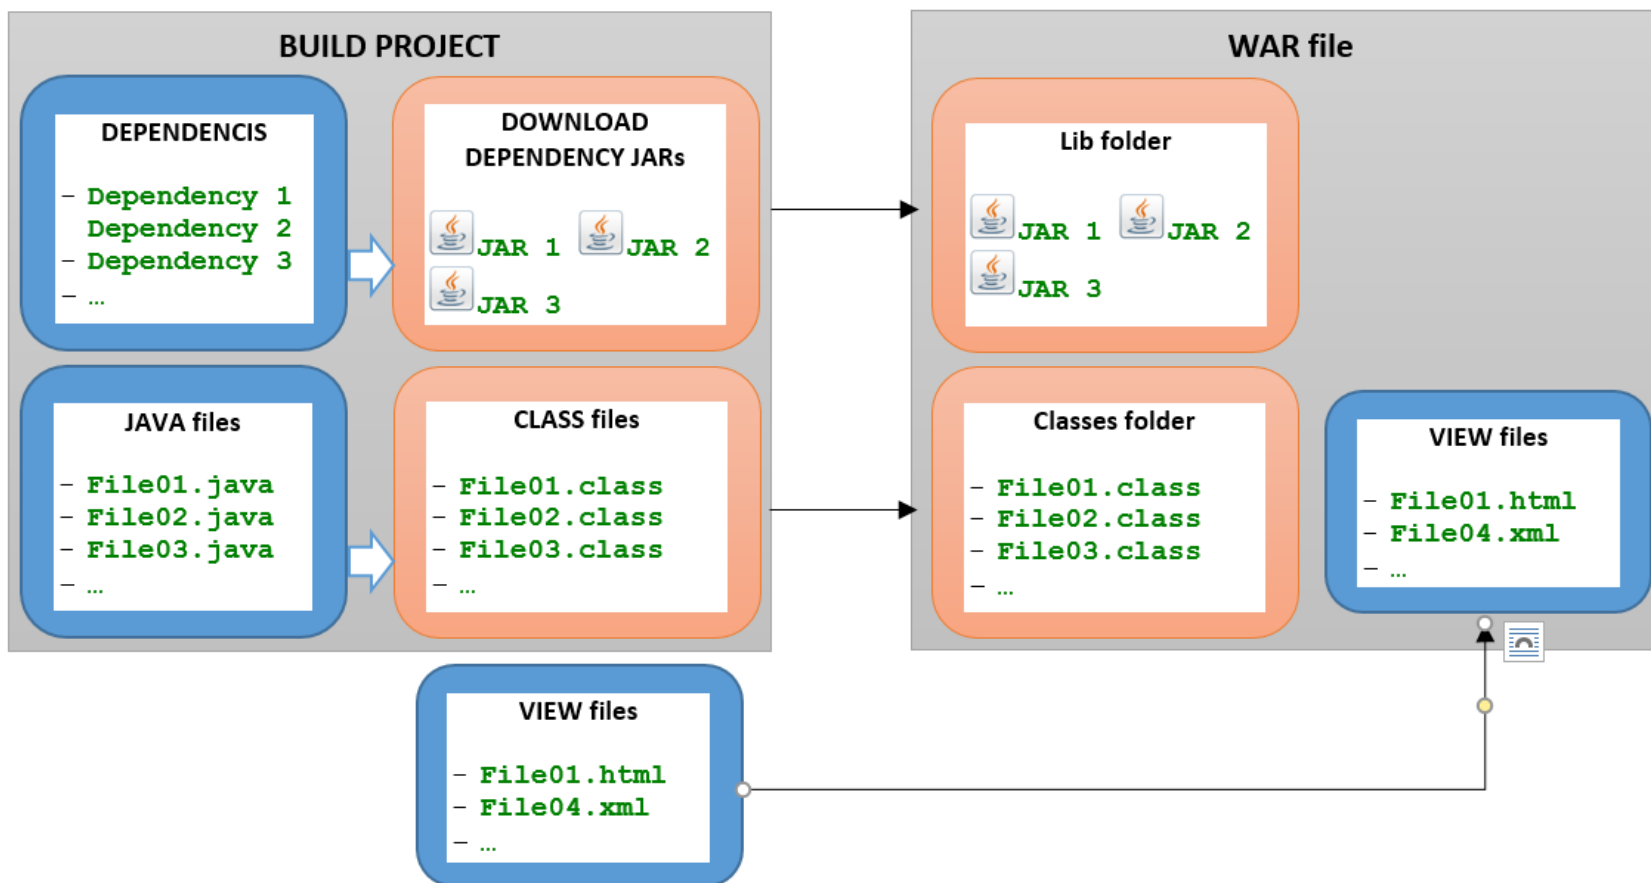 BUILD PROJECT
DEPENDENCIS
- Dependency 1
Dependency 2
- Dependency 3
- ...
DOWNLOAD
DEPENDENCY JARs
JAR 1 JAR 2
JAR 3
JAVA files
- File01.java
- File02.java
- File03.java
- ...
CLASS files
- File01.class
- File02.class
- File03.class
- ...
WAR file
Lib folder
JAR 1 JAR 2
JAR 3
Classes folder
- File01.class
- File02.class
- File03.class
- ...
VIEW files
- File01.html
- File04.xml
- ...
VIEW files
- File01.html
- File04.xml
- ...